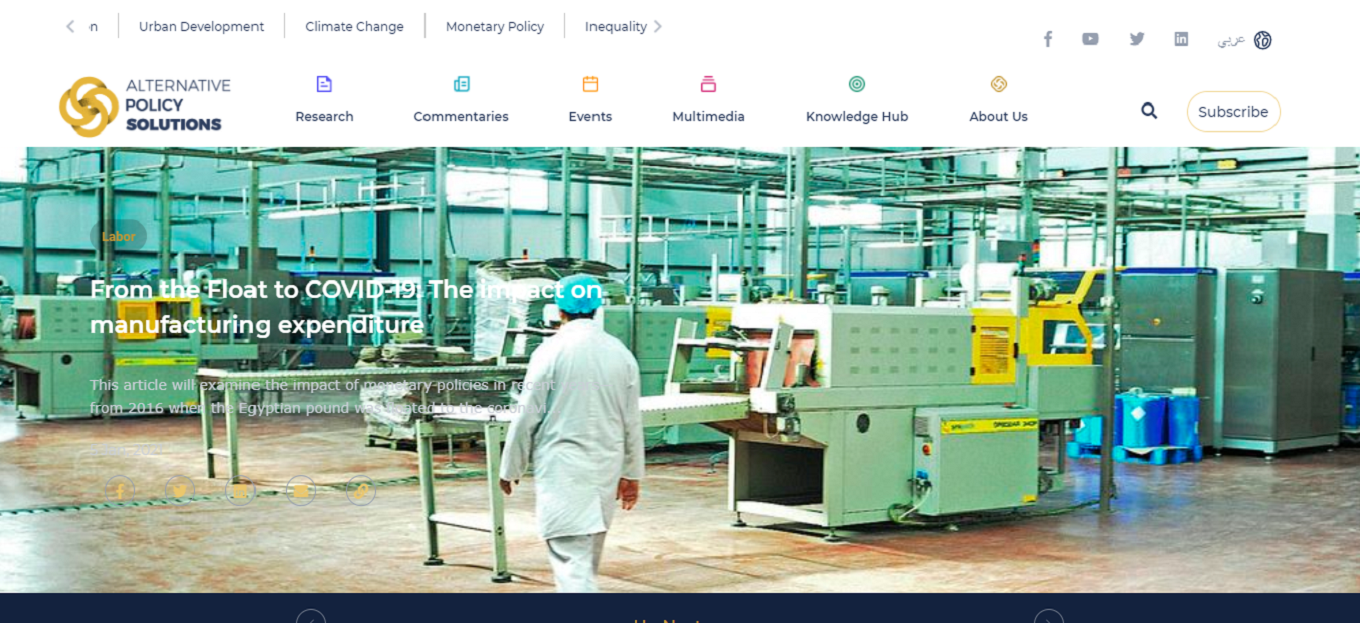 n
Urban Development
Climate Change
Monetary Policy
Inequality
عربي
ALTERNATIVE
POLICY
SOLUTIONS
Research
Commentaries
Events
Multimedia
Knowledge Hub
About Us
Subscribe
Labor
From the Float to COVID-19: The impact on
manufacturing expenditure
This article will examine the impact of monetary policies in recent
from 2016 when the Egyptian pound was floated to the coronavi...
Up Next